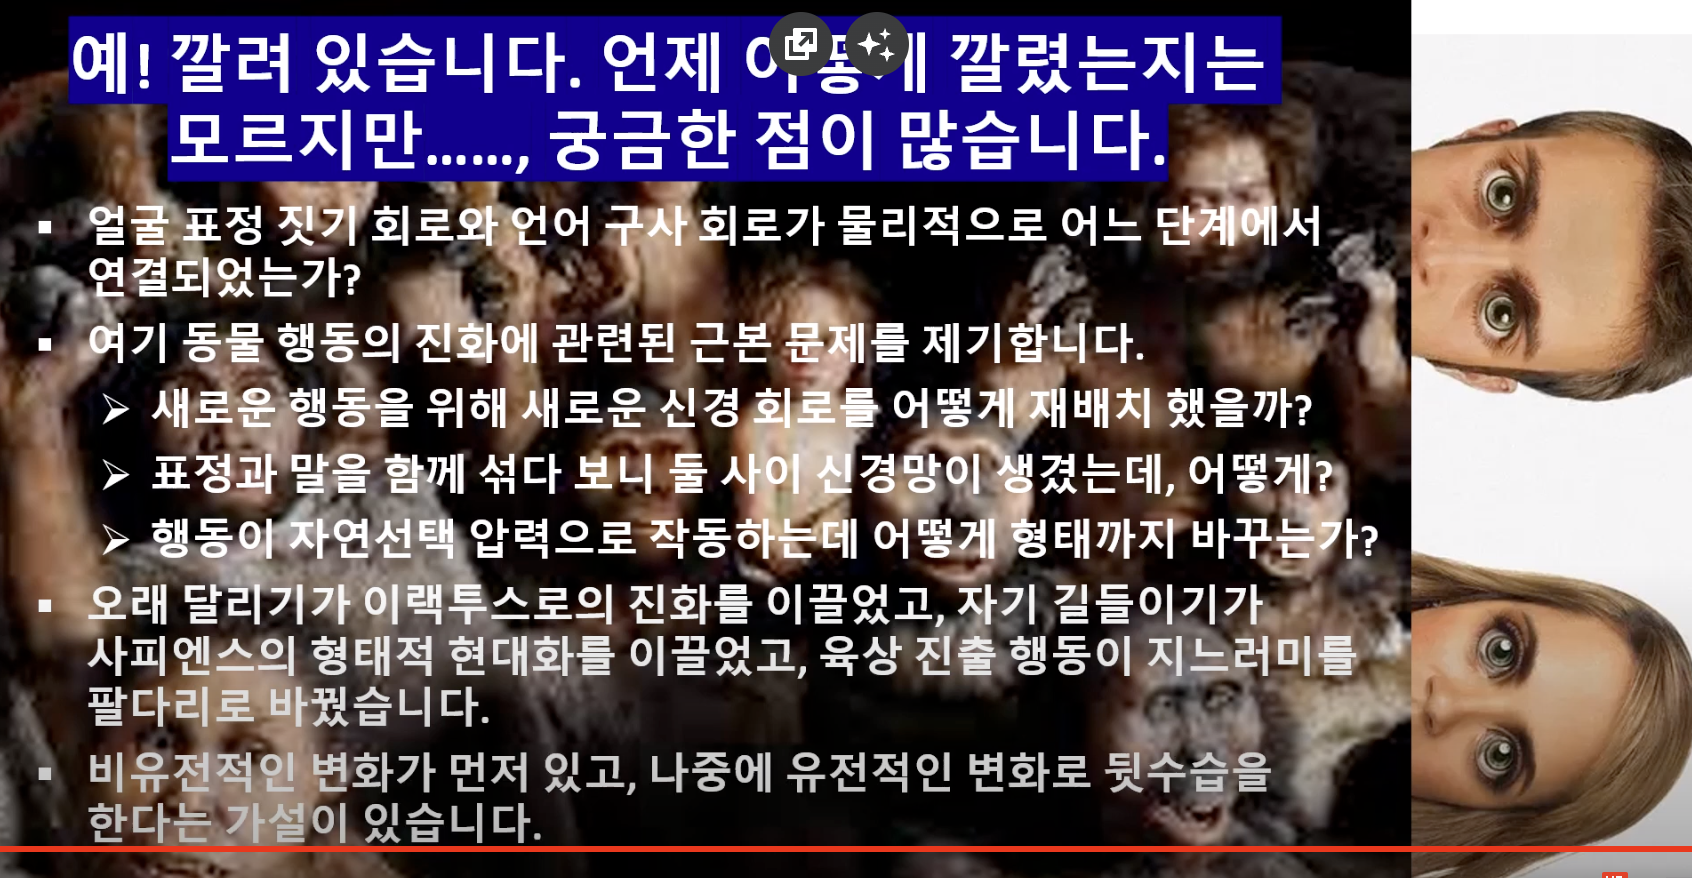 예! 깔려 있습니다. 언제 어떻게 깔렸는지는
모르지만……, 궁금한 점이 많습니다.
▪ 얼굴 표정 짓기 회로와 언어 구사 회로가 물리적으로 어느 단계에서
연결되었는가?
▪ 여기 동물 행동의 진화에 관련된 근본 문제를 제기합니다.
➢ 새로운 행동을 위해 새로운 신경 회로를 어떻게 재배치 했을까?
➢ 표정과 말을 함께 섞다 보니 둘 사이 신경망이 생겼는데, 어떻게?
➢ 행동이 자연선택 압력으로 작동하는데 어떻게 형태까지 바꾸는가?
▪ 오래 달리기가 이랙투스로의 진화를 이끌었고, 자기 길들이기가
사피엔스의 형태적 현대화를 이끌었고, 육상 진출 행동이 지느러미를
팔다리로 바꿨습니다.
▪ 비유전적인 변화가 먼저 있고, 나중에 유전적인 변화로 뒷수습을
한다는 가설이 있습니다.